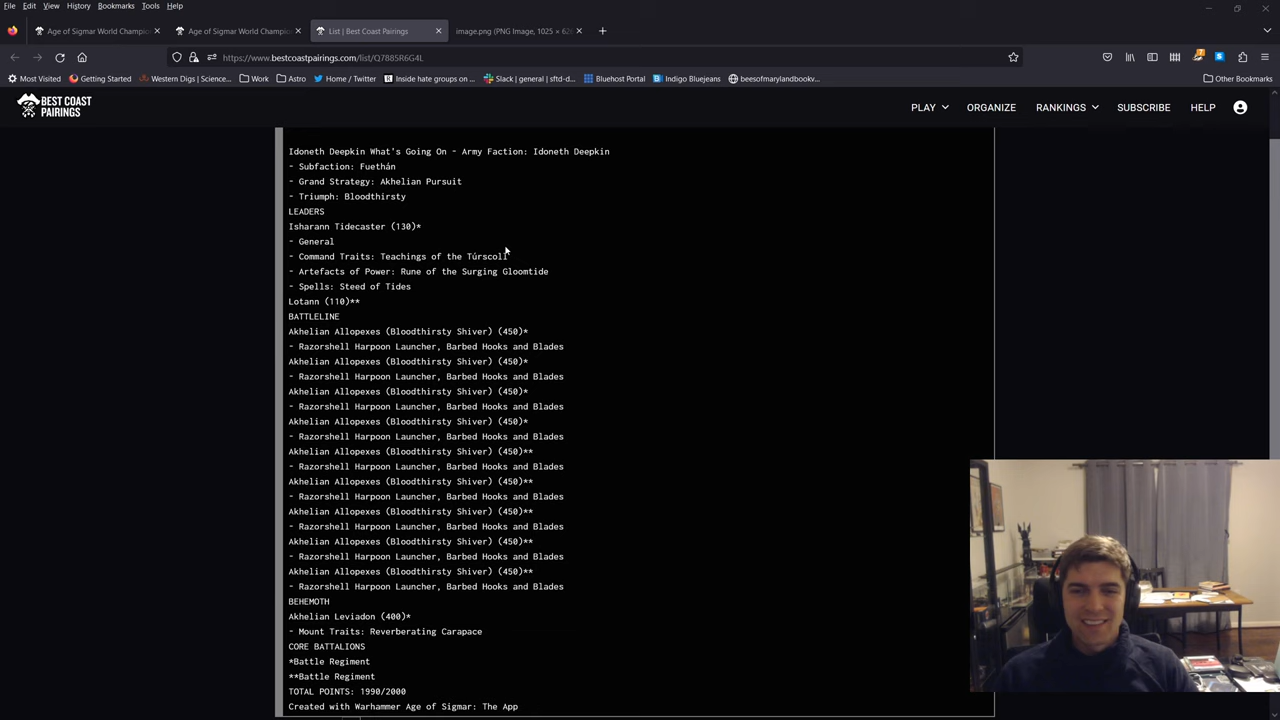 File Edit View History Bookmarks Tools Help
Age of Sigmar World Champi
Age of Sigmar World Champi
List | Best Coast Pairings
image.png (PNG Image, 1025 ×
https://www.bestcoastpairings.com/list/Q7885R6G4L
Most Visited Getting Started Western Digs | Science... Work Astro Home / Twitter Inside hate groups on ... Slack | general | sftd-d... Bluehost Portal Indigo Bluejeans beesofmarylandbookv... Other Bookmarks
BEST COAST
PAIRINGS
PLAY ORGANIZE RANKINGS SUBSCRIBE HELP
Idoneth Deepkin What's Going On - Army Faction: Idoneth Deepkin
- Subfaction: Fuethán
- Grand Strategy: Akhelian Pursuit
- Triumph: Bloodthirsty
LEADERS
Isharann Tidecaster (130)*
- General
- Command Traits: Teachings of the Túrscoll
- Artefacts of Power: Rune of the Surging Gloomtide
- Spells: Steed of Tides
Lotann (110)**
BATTLELINE
Akhelian Allopexes (Bloodthirsty Shiver) (450)*
- Razorshell Harpoon Launcher, Barbed Hooks and Blades
Akhelian Allopexes (Bloodthirsty Shiver) (450)*
- Razorshell Harpoon Launcher, Barbed Hooks and Blades
Akhelian Allopexes (Bloodthirsty Shiver) (450)*
- Razorshell Harpoon Launcher, Barbed Hooks and Blades
Akhelian Allopexes (Bloodthirsty Shiver) (450)*
- Razorshell Harpoon Launcher, Barbed Hooks and Blades
Akhelian Allopexes (Bloodthirsty Shiver) (450)**
- Razorshell Harpoon Launcher, Barbed Hooks and Blades
Akhelian Allopexes (Bloodthirsty Shiver) (450)**
- Razorshell Harpoon Launcher, Barbed Hooks and Blades
Akhelian Allopexes (Bloodthirsty Shiver) (450)**
- Razorshell Harpoon Launcher, Barbed Hooks and Blades
Akhelian Allopexes (Bloodthirsty Shiver) (450)**
- Razorshell Harpoon Launcher, Barbed Hooks and Blades
Akhelian Allopexes (Bloodthirsty Shiver) (450)**
- Razorshell Harpoon Launcher, Barbed Hooks and Blades
BEHEMOTH
Akhelian Leviadon (400)*
- Mount Traits: Reverberating Carapace
CORE BATTALIONS
*Battle Regiment
**Battle Regiment
TOTAL POINTS: 1990/2000
Created with Warhammer Age of Sigmar: The App